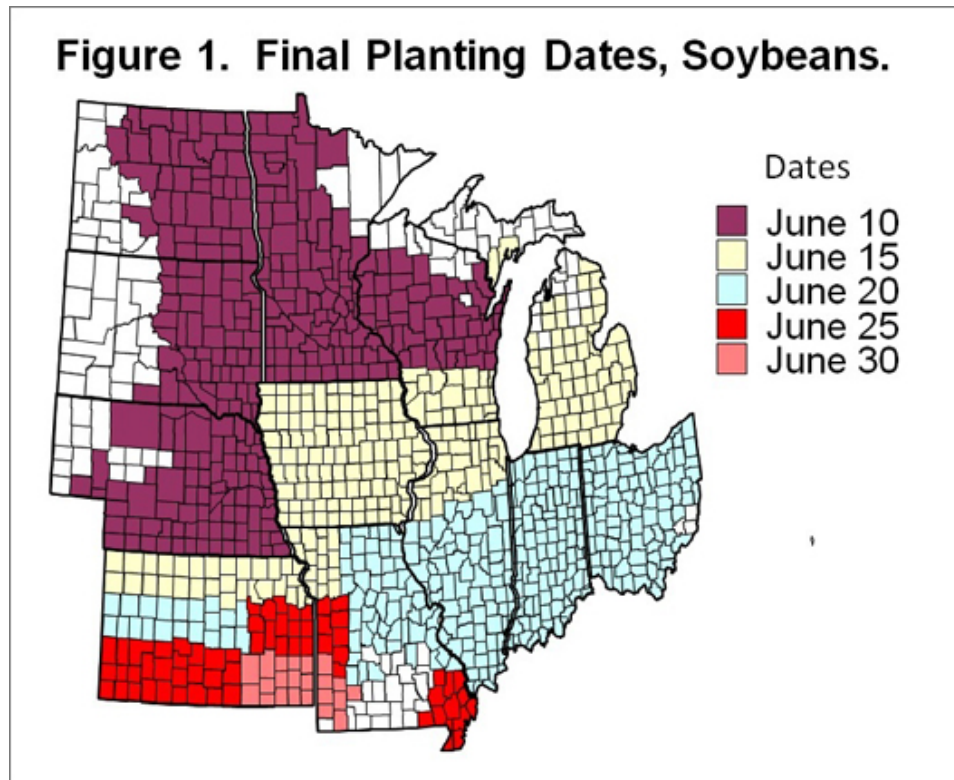 Figure 1. Final Planting Dates, Soybeans.
Dates
June 10
June 15
June 20
June 25
June 30